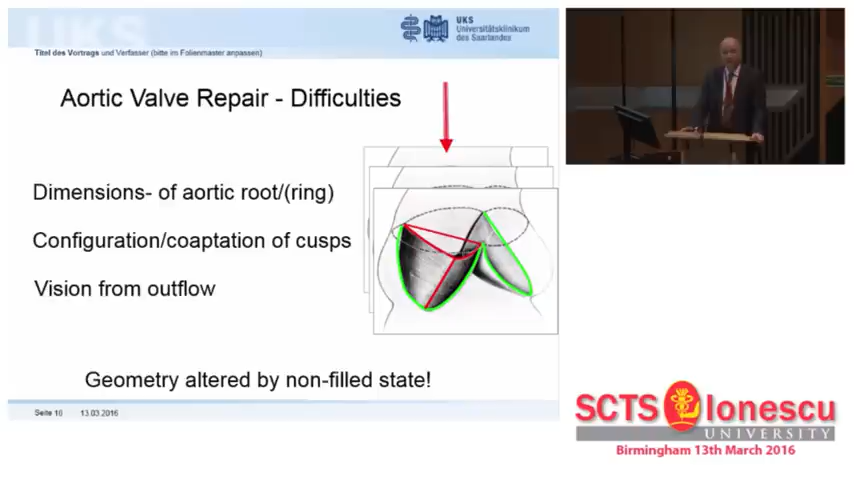 UKS
UKS
Universitätsklinikum
des Saarlandes
Titel des Vortrags und Verfasser (bitte im Folienmaster anpassen)
Aortic Valve Repair - Difficulties
Dimensions- of aortic root/(ring)
Configuration/coaptation of cusps
Vision from outflow
Geometry altered by non-filled state!
Seite 10 13.03.2016
SCTS Ionescu
UNIVERSITY
Birmingham 13th March 2016